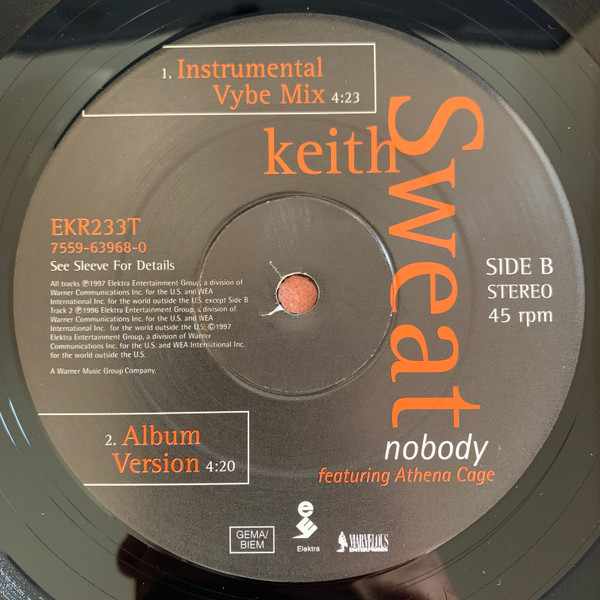 1. Instrumental
Vybe Mix 4:23
keith
Sweat
EKR233T
7559-63968-0
See Sleeve For Details
All tracks ℗1997 Elektra Entertainment Group, a division of
Warner Communications Inc. for the U.S. and WEA
International Inc. for the world outside the U.S. except Side B
Track 2 ℗1996 Elektra Entertainment Group, a division of
Warner Communications Inc. for the U.S. and WEA
International Inc. for the world outside the U.S. ©1997
Elektra Entertainment Group, a division of Warner
Communications Inc. for the U.S. and WEA International Inc.
for the world outside the U.S.
A Warner Music Group Company.
SIDE B
STEREO
45 rpm
2. Album
Version 4:20
nobody
featuring Athena Cage
GEMA/
BIEM
Elektra
MARVELOUS
ENTERPRISES